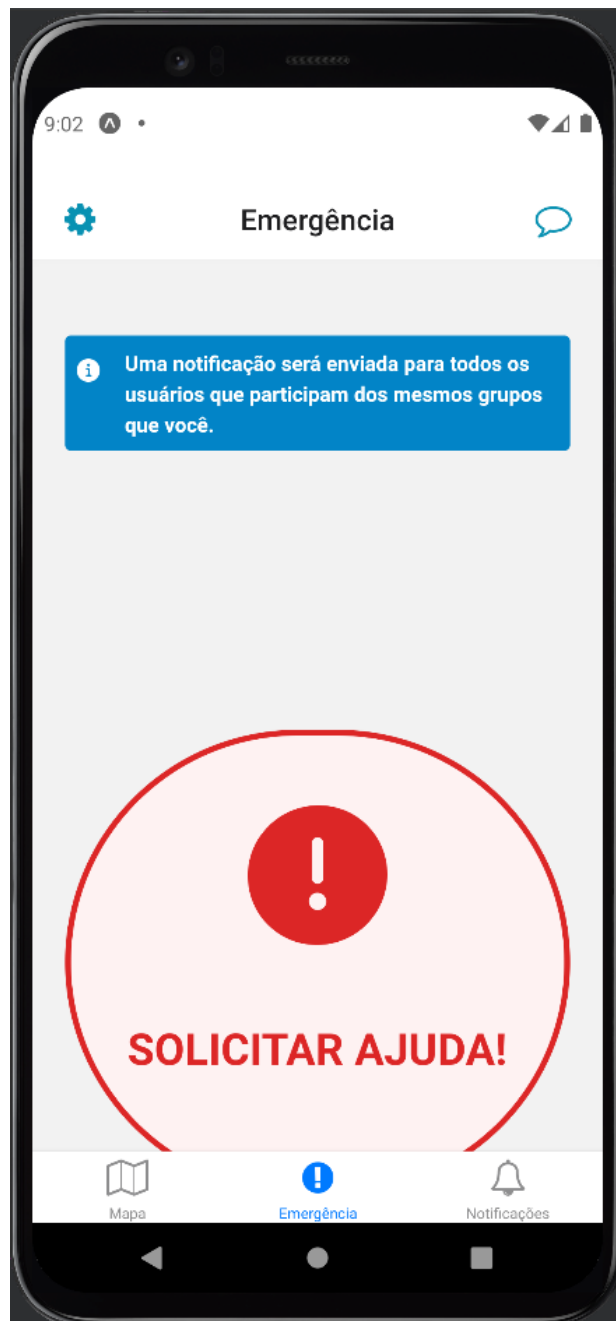 9:02
Emergência
Uma notificação será enviada para todos os
usuários que participam dos mesmos grupos
que você.
SOLICITAR AJUDA!
Mapa
Emergência
Notificações